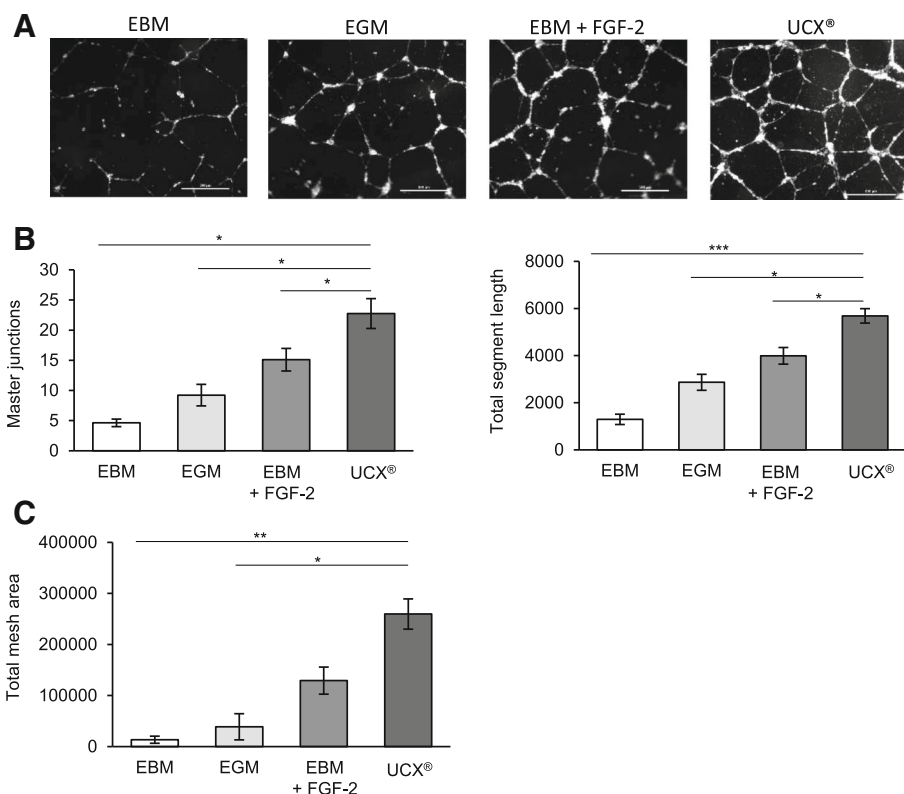 A
EBM
EGM
EBM + FGF-2
UCX®
B
*
*
*
30
25
20
15
10
5
0
Master junctions
EBM
EGM
EBM
+ FGF-2
UCX®
***
*
*
8000
6000
4000
2000
0
Total segment length
EBM
EGM
EBM
+ FGF-2
UCX®
C
**
*
400000
300000
200000
100000
0
Total mesh area
EBM
EGM
EBM
+ FGF-2
UCX®